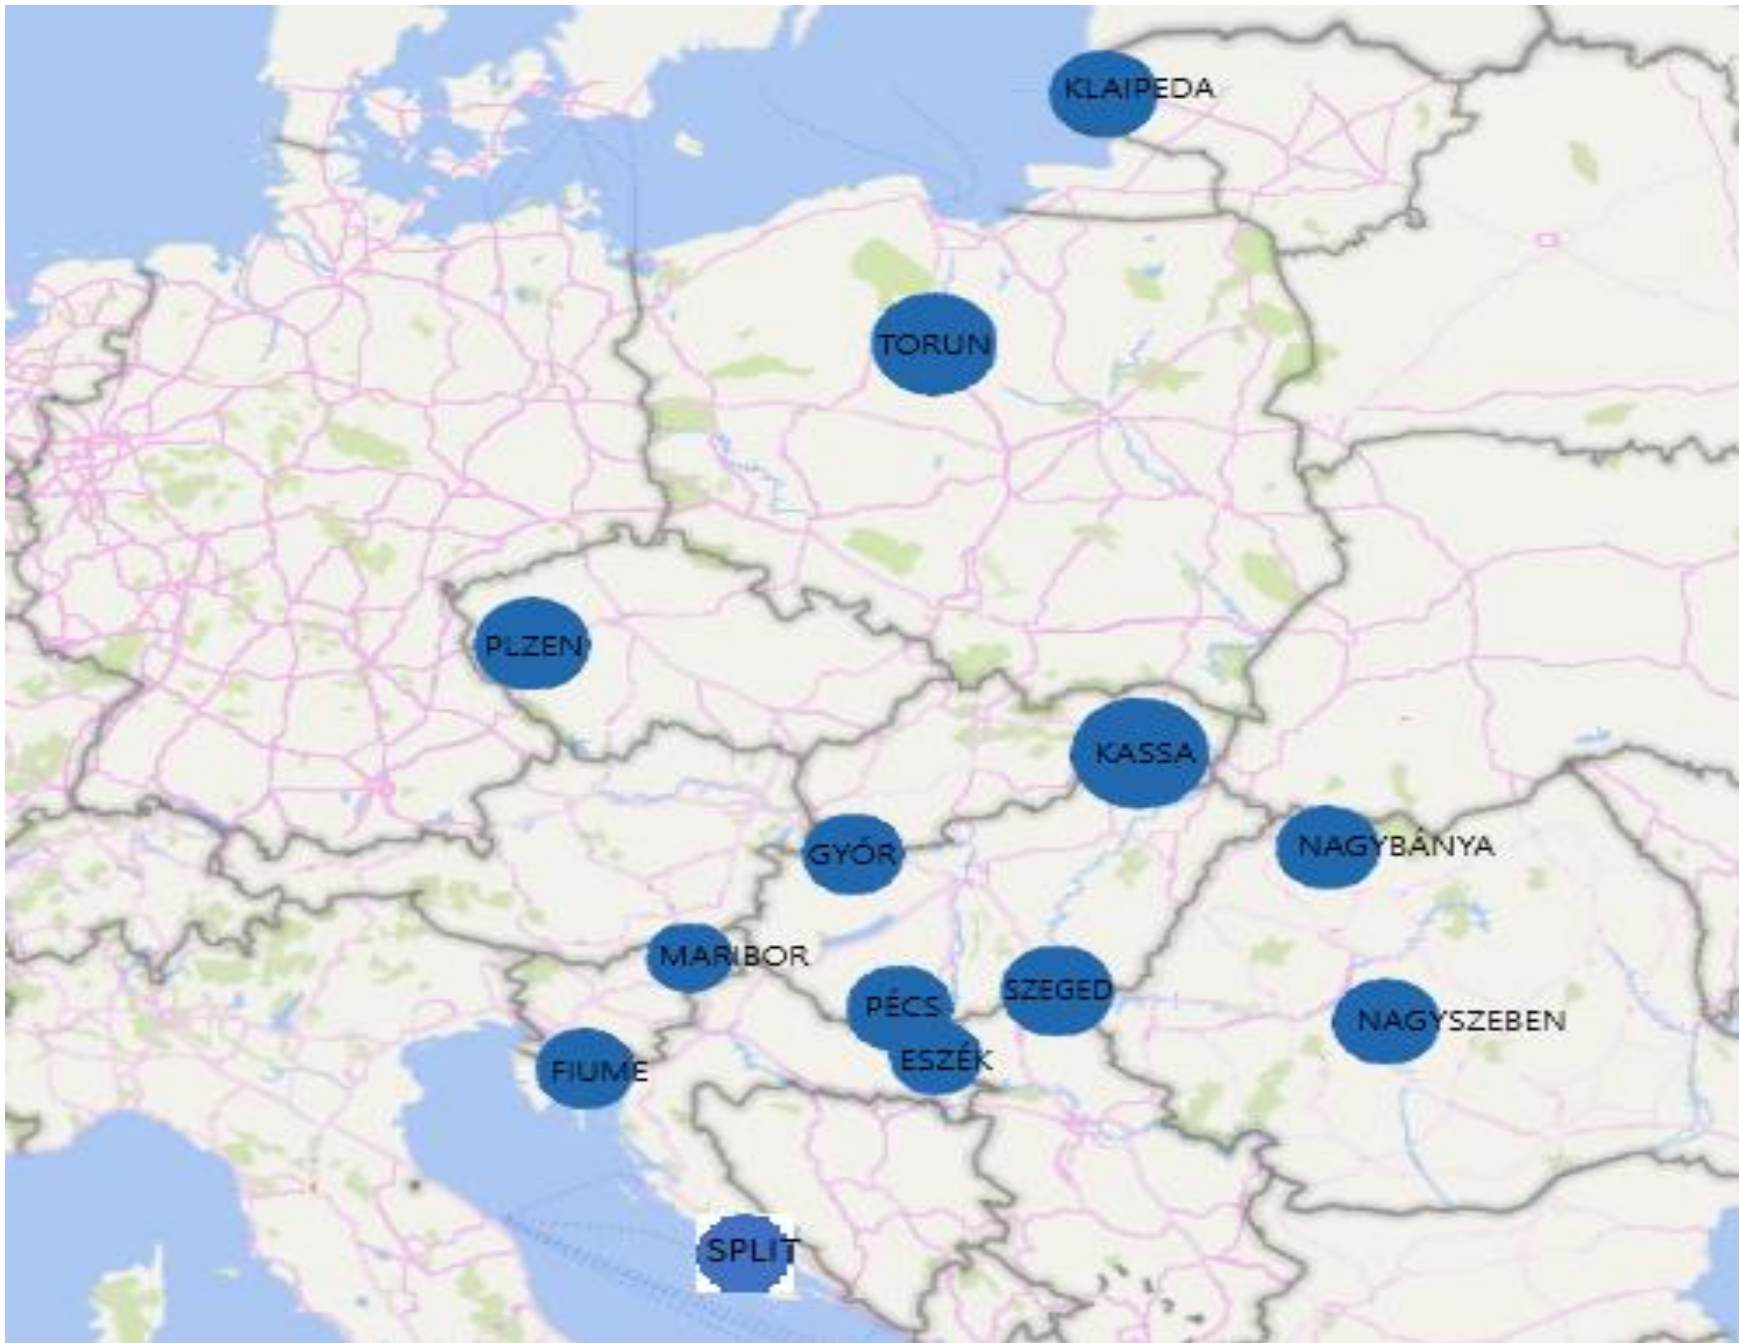 KLAIPEDA
TORUN
PLZEN
KASSA
GYŐR
NAGYBÁNYA
MARIBOR
PÉCS
SZEGED
NAGYSZEBEN
ESZÉK
FIUME
SPLIT